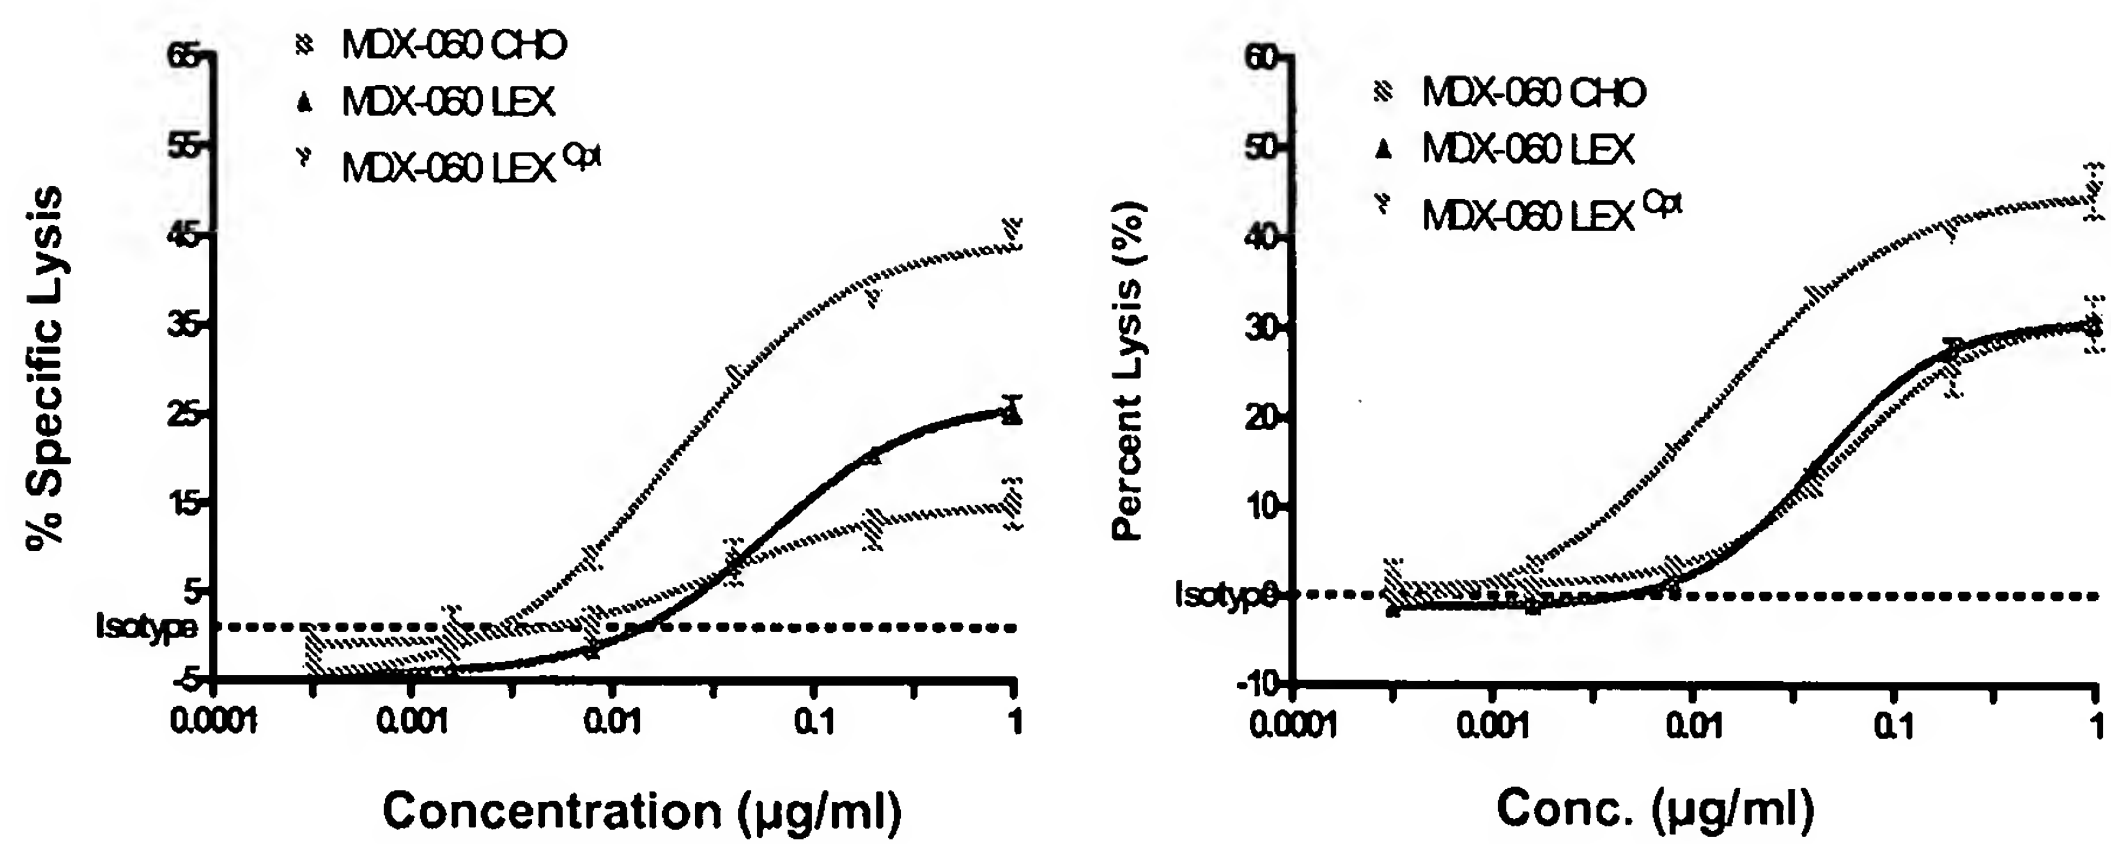 MDX-060 CHO
MDX-060 LEX
MDX-060 LEX Opt
65
55
45
35
25
15
5
Isotype
-5
0.0001
0.001
0.01
0.1
1
% Specific Lysis
Concentration (µg/ml)
MDX-060 CHO
MDX-060 LEX
MDX-060 LEX Opt
60
50
40
30
20
10
Isotype
0
-10
0.0001
0.001
0.01
0.1
1
Percent Lysis (%)
Conc. (µg/ml)